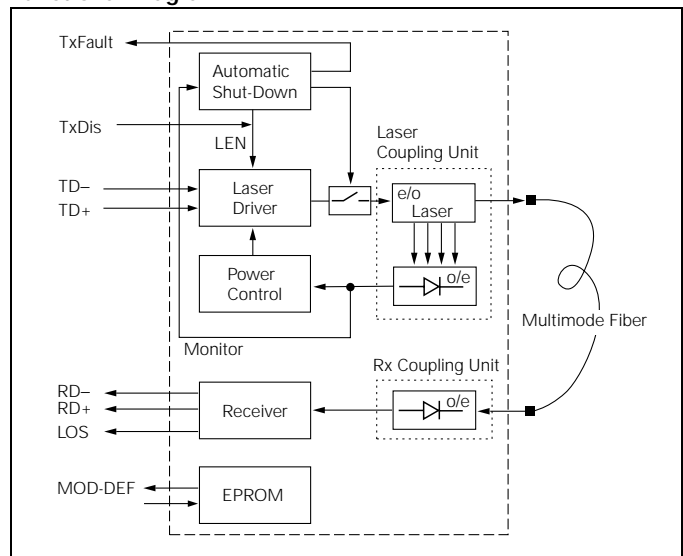 TxFault
Automatic
Shut-Down
TxDis
LEN
Laser
Coupling Unit
TD–
TD+
Laser
Driver
e/o
Laser
Power
Control
o/e
Multimode Fiber
Monitor
Rx Coupling Unit
RD–
RD+
LOS
Receiver
o/e
MOD-DEF
EPROM